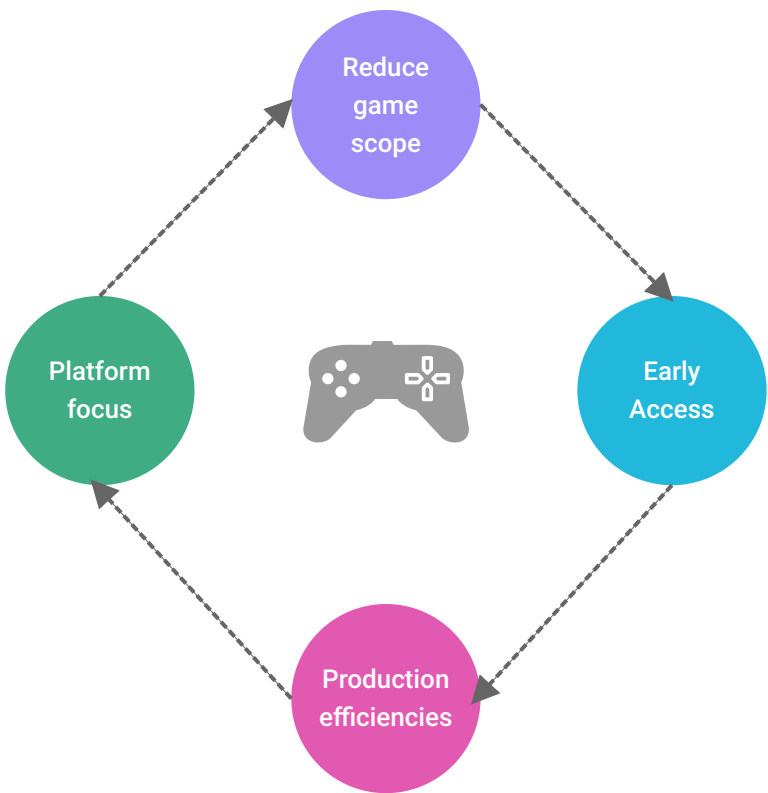 Reduce
game
scope
Platform
focus
Early
Access
Production
efficiencies